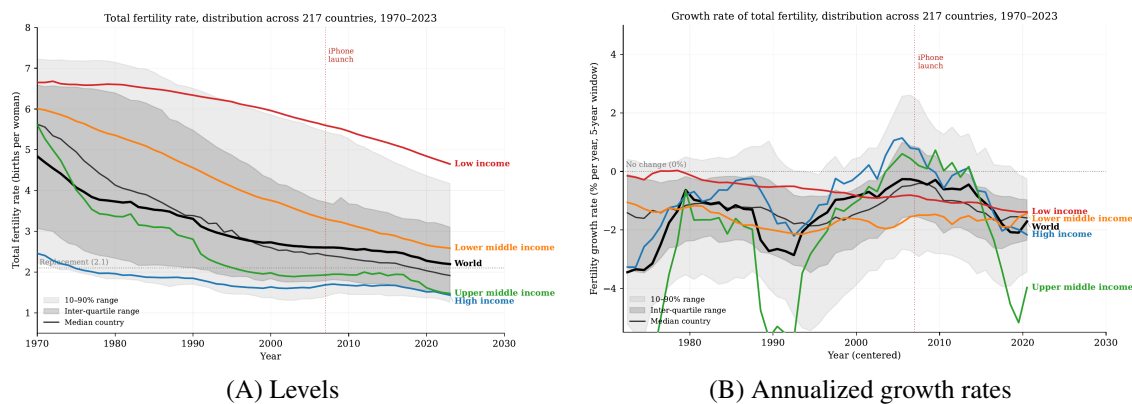 Total fertility rate, distribution across 217 countries, 1970–2023
Total fertility rate (births per woman)
8
7
6
5
4
3
2
1
iPhone
launch
Low income
Lower middle income
World
Upper middle income
High income
Replacement (2.1)
10–90% range
Inter-quartile range
Median country
1970
1980
1990
2000
2010
2020
2030
Year
(A) Levels
Growth rate of total fertility, distribution across 217 countries, 1970–2023
Fertility growth rate (% per year, 5-year window)
4
2
0
−2
−4
iPhone
launch
No change (0%)
Low income
Lower middle income
World
High income
Upper middle income
10–90% range
Inter-quartile range
Median country
1980
1990
2000
2010
2020
2030
Year (centered)
(B) Annualized growth rates